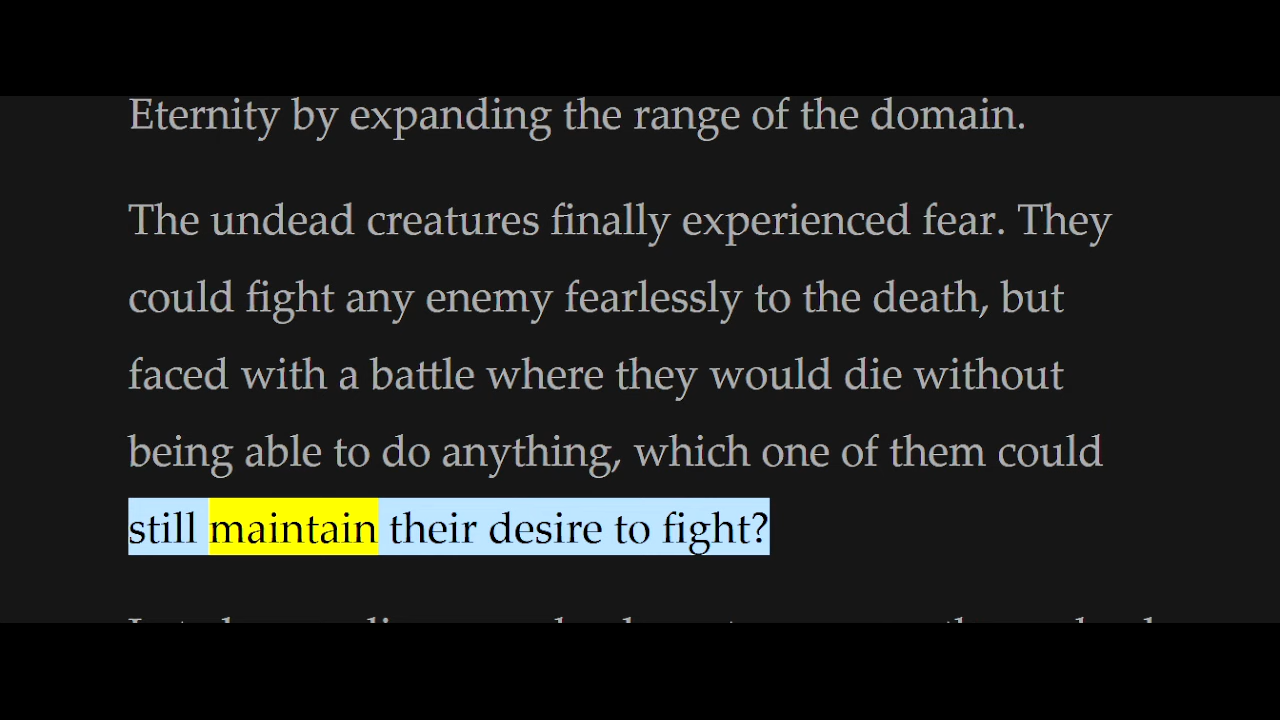 Eternity by expanding the range of the domain.
The undead creatures finally experienced fear. They
could fight any enemy fearlessly to the death, but
faced with a battle where they would die without
being able to do anything, which one of them could
still maintain their desire to fight?